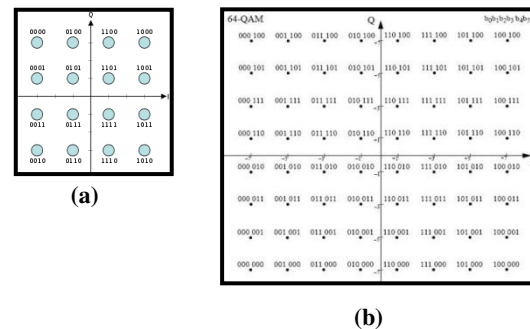 Q
0000 0100 1100 1000
0001 0101 1101 1001
I
0011 0111 1111 1011
0010 0110 1110 1010
(a)
64-QAM Q b0b1b2b3 b4b5
000 100 001 100 011 100 010 100 110 100 111 100 101 100 100 100
000 101 001 101 011 101 010 101 110 101 111 101 101 101 100 101
000 111 001 111 011 111 010 111 110 111 111 111 101 111 100 111
000 110 001 110 011 110 010 110 110 110 111 110 101 110 100 110
000 010 001 010 011 010 010 010 110 010 111 010 101 010 100 010
000 011 001 011 011 011 010 011 110 011 111 011 101 011 100 011
000 001 001 001 011 001 010 001 110 001 111 001 101 001 100 001
000 000 001 000 011 000 010 000 110 000 111 000 101 000 100 000
(b)